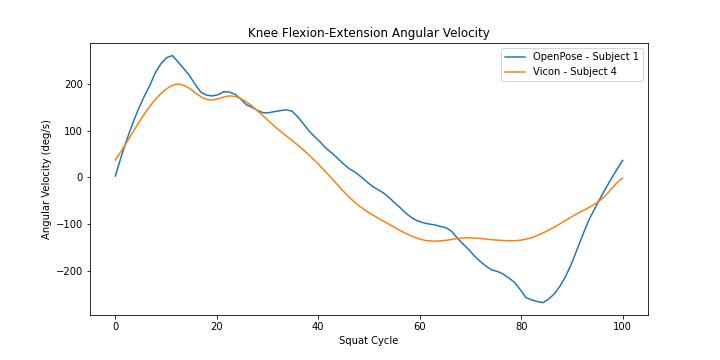 Knee Flexion-Extension Angular Velocity
OpenPose - Subject 1
Vicon - Subject 4
200
100
0
−100
−200
Angular Velocity (deg/s)
0 20 40 60 80 100
Squat Cycle